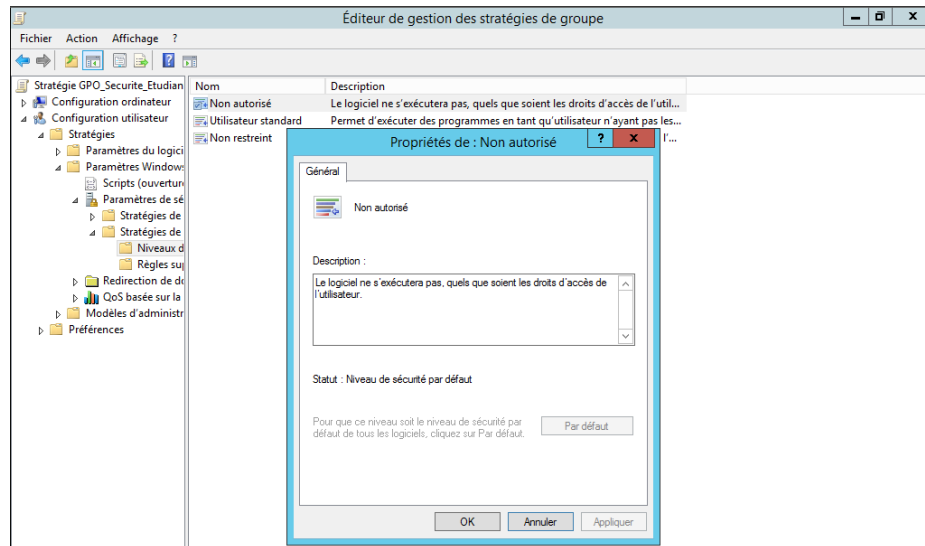 Éditeur de gestion des stratégies de groupe
Fichier Action Affichage ?
Stratégie GPO_Securite_Etudian
Configuration ordinateur
Configuration utilisateur
Stratégies
Paramètres du logici
Paramètres Window
Scripts (ouverture
Paramètres de sé
Stratégies de
Stratégies de
Niveaux d
Règles su
Redirection de do
QoS basée sur la
Modèles d'administr
Préférences
Nom Description
Non autorisé Le logiciel ne s'exécutera pas, quels que soient les droits d'accès de l'util...
Utilisateur standard Permet d'exécuter des programmes en tant qu'utilisateur n'ayant pas les...
Non restreint l'...
Propriétés de : Non autorisé ? x
Général
Non autorisé
Description :
Le logiciel ne s'exécutera pas, quels que soient les droits d'accès de
l'utilisateur.
Statut : Niveau de sécurité par défaut
Pour que ce niveau soit le niveau de sécurité par
défaut de tous les logiciels, cliquez sur Par défaut.
Par défaut
OK Annuler Appliquer